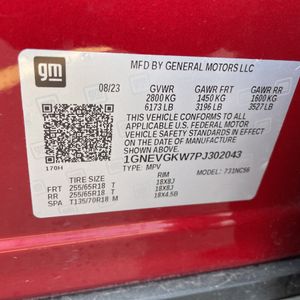 gm
MFD BY GENERAL MOTORS LLC
08/23 GVWR GAWR FRT GAWR RR
2800 KG 1450 KG 1600 KG
6173 LB 3196 LB 3527 LB
THIS VEHICLE CONFORMS TO ALL APPLICABLE
U.S. FEDERAL MOTOR VEHICLE SAFETY
STANDARDS IN EFFECT ON THE DATE OF
MANUFACTURE SHOWN ABOVE.
1GNEVGKW7PJ302043
170H TYPE: MPV MODEL: 731NC56
TIRE SIZE RIM
FRT 255/65R18 T 18X8J
RR 255/65R18 T 18X8J
SPA T135/70R18 M 18X4.5B